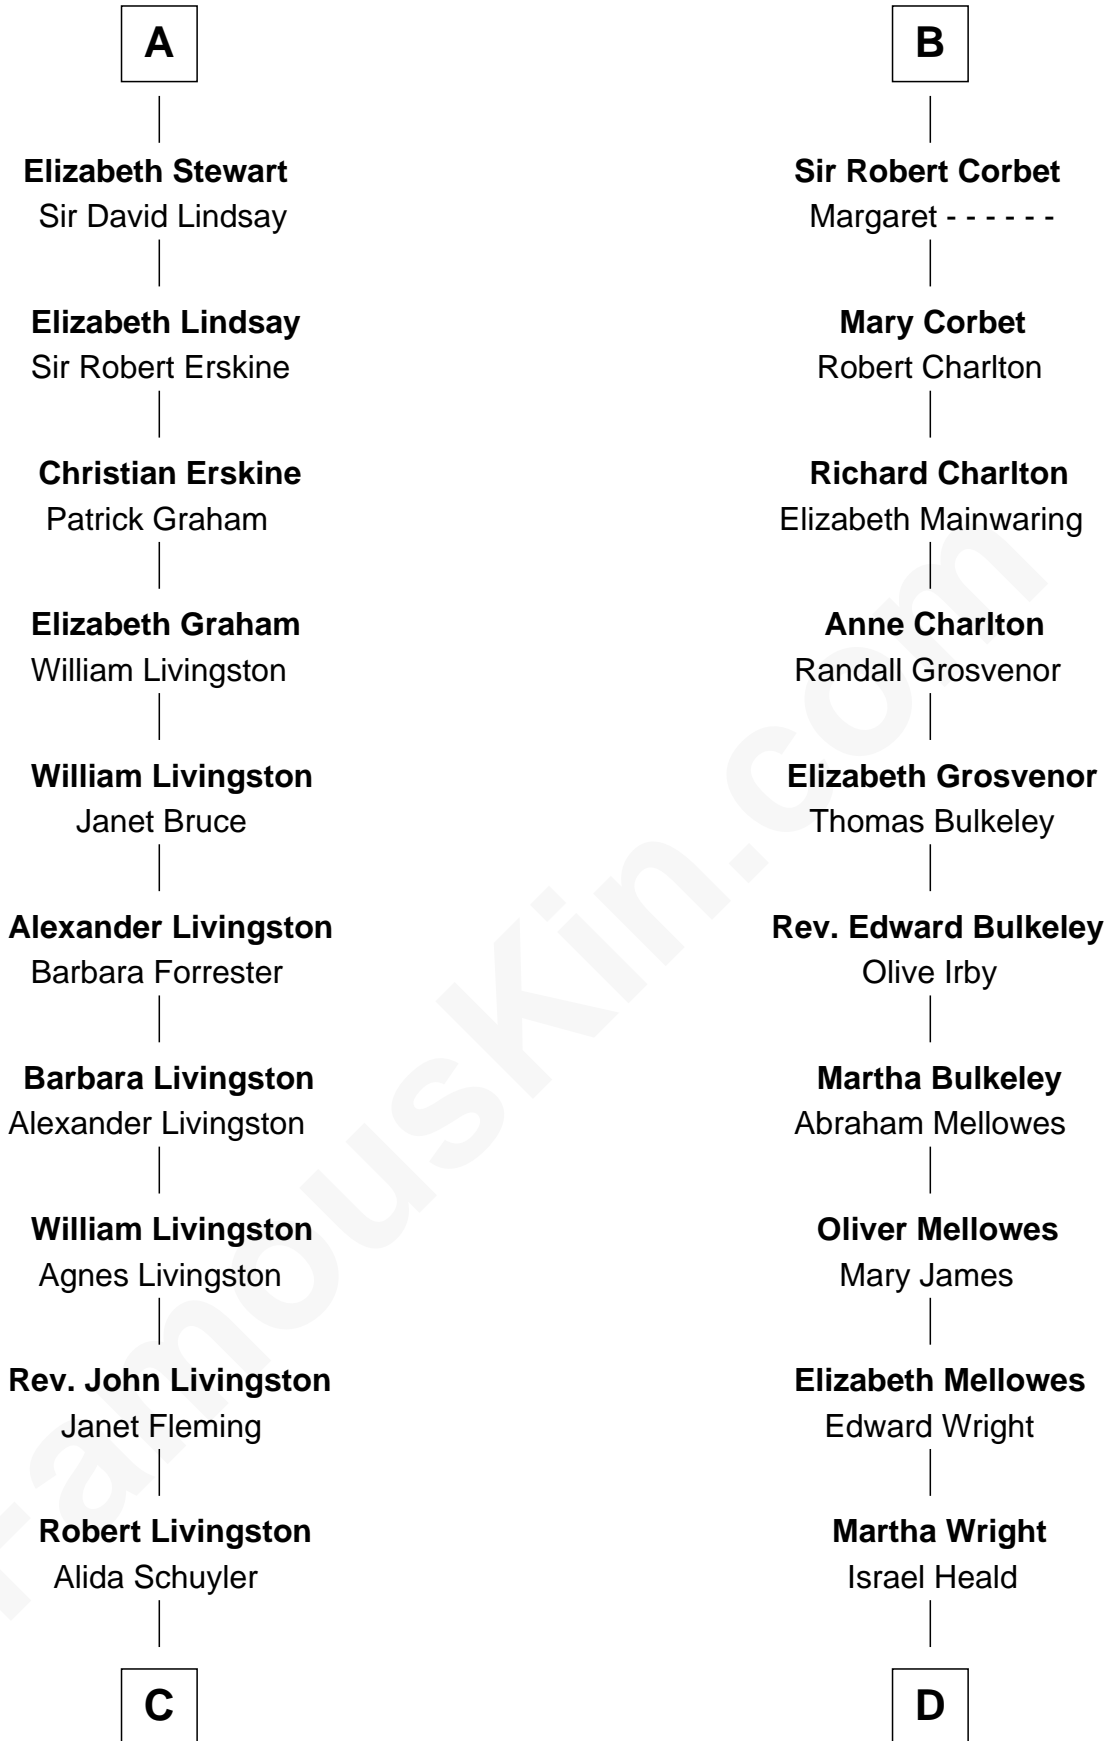 A
Elizabeth Stewart
Sir David Lindsay
Elizabeth Lindsay
Sir Robert Erskine
Christian Erskine
Patrick Graham
Elizabeth Graham
William Livingston
William Livingston
Janet Bruce
Alexander Livingston
Barbara Forrester
Barbara Livingston
Alexander Livingston
William Livingston
Agnes Livingston
Rev. John Livingston
Janet Fleming
Robert Livingston
Alida Schuyler
C
B
Sir Robert Corbet
Margaret - - - - - -
Mary Corbet
Robert Charlton
Richard Charlton
Elizabeth Mainwaring
Anne Charlton
Randall Grosvenor
Elizabeth Grosvenor
Thomas Bulkeley
Rev. Edward Bulkeley
Olive Irby
Martha Bulkeley
Abraham Mellowes
Oliver Mellowes
Mary James
Elizabeth Mellowes
Edward Wright
Martha Wright
Israel Heald
D
FamousKin.com